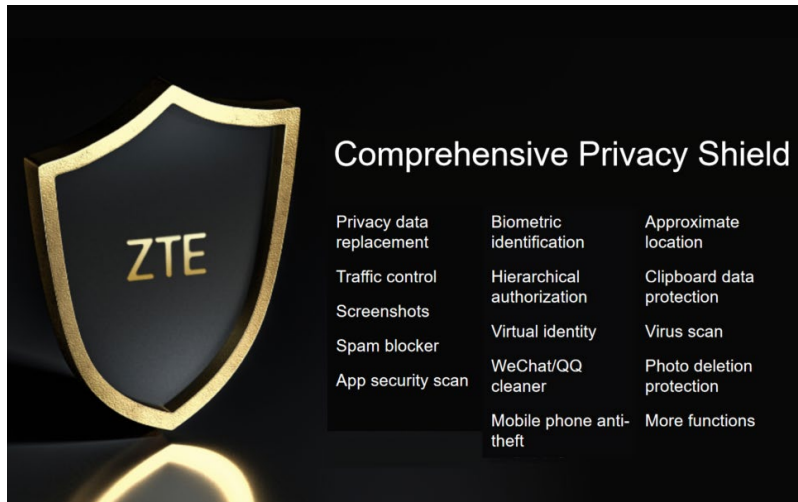 ZTE
Comprehensive Privacy Shield
Privacy data
replacement
Traffic control
Screenshots
Spam blocker
App security scan
Biometric
identification
Hierarchical
authorization
Virtual identity
WeChat/QQ
cleaner
Mobile phone anti-
theft
Approximate
location
Clipboard data
protection
Virus scan
Photo deletion
protection
More functions